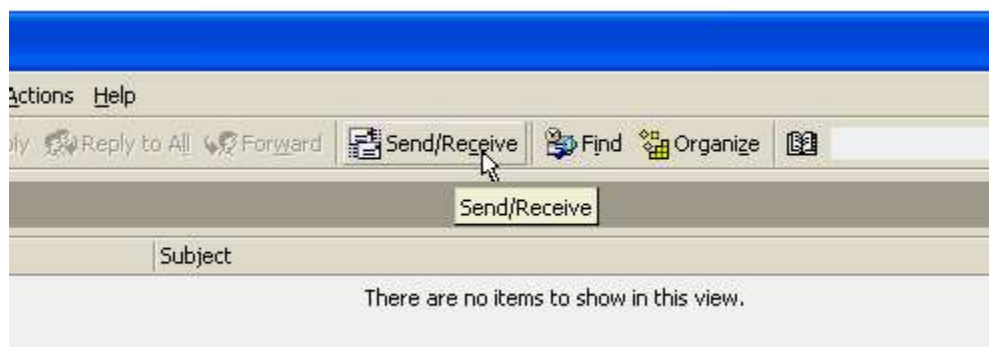 Actions Help
Reply to All Forward Send/Receive Find Organize
Send/Receive
Subject
There are no items to show in this view.